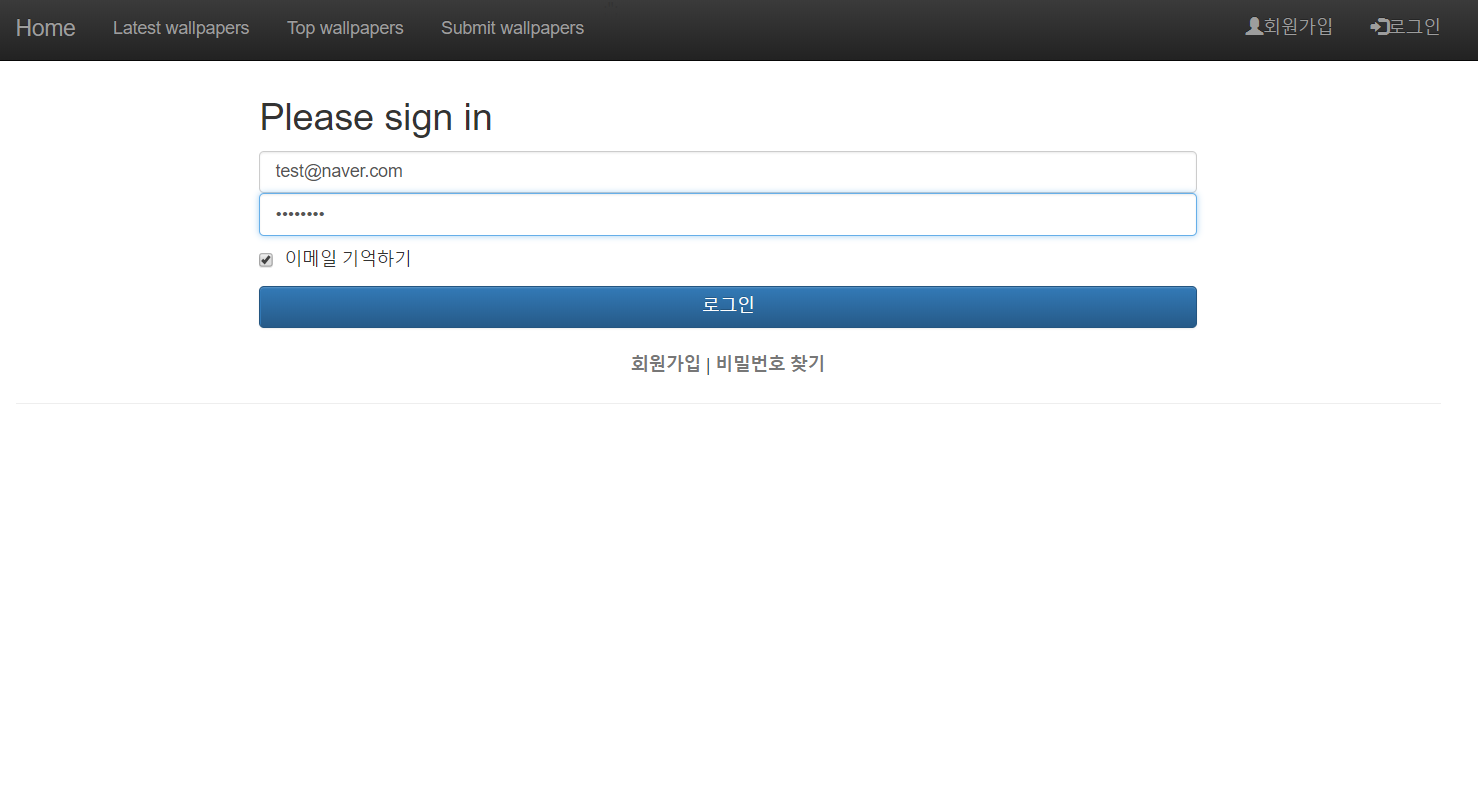 Home Latest wallpapers Top wallpapers Submit wallpapers 회원가입 로그인
Please sign in
test@naver.com
••••••••
이메일 기억하기
로그인
회원가입 | 비밀번호 찾기